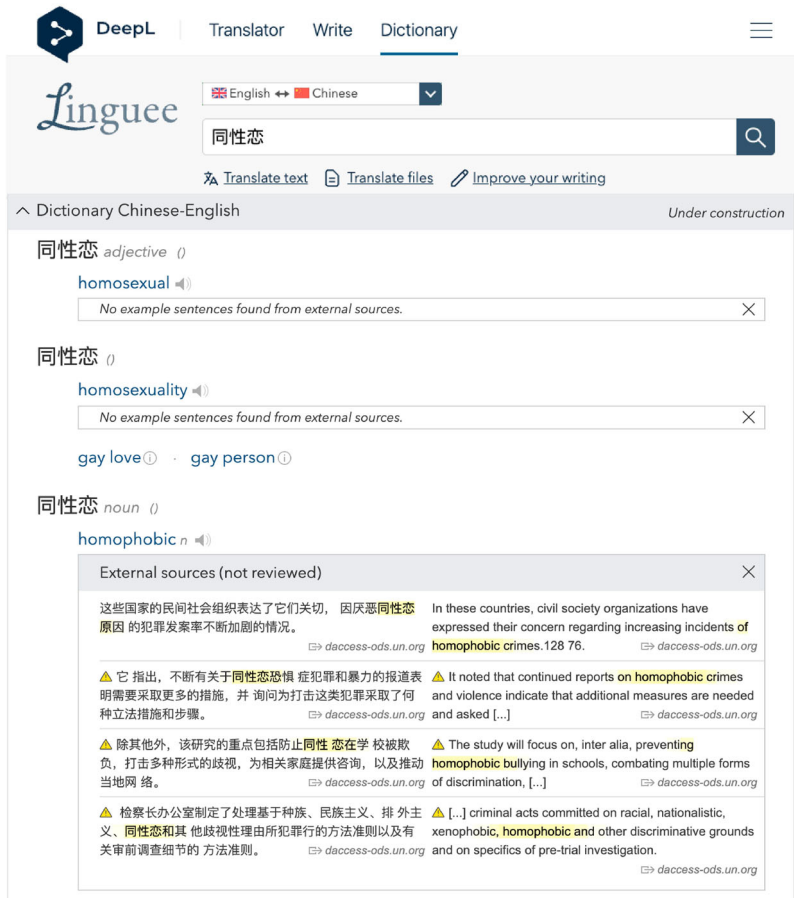 DeepL Translator Write Dictionary
Linguee
English ↔ Chinese
同性恋
Translate text Translate files Improve your writing
Dictionary Chinese-English Under construction
同性恋 adjective ()
homosexual
No example sentences found from external sources.
同性恋 ()
homosexuality
No example sentences found from external sources.
gay love · gay person
同性恋 noun ()
homophobic n
External sources (not reviewed)
这些国家的民间社会组织表达了它们关切， 因厌恶同性恋
原因 的犯罪发案率不断加剧的情况。
daccess-ods.un.org
In these countries, civil society organizations have
expressed their concern regarding increasing incidents of
homophobic crimes.128 76. daccess-ods.un.org
它 指出，不断有关于同性恋恐惧 症犯罪和暴力的报道表
明需要采取更多的措施，并 询问为打击这类犯罪采取了何
种立法措施和步骤。 daccess-ods.un.org
It noted that continued reports on homophobic crimes
and violence indicate that additional measures are needed
and asked [...] daccess-ods.un.org
除其他外，该研究的重点包括防止同性 恋在学 校被欺
负，打击多种形式的歧视，为相关家庭提供咨询，以及推动
当地网 络。 daccess-ods.un.org
The study will focus on, inter alia, preventing
homophobic bullying in schools, combating multiple forms
of discrimination, [...] daccess-ods.un.org
检察长办公室制定了处理基于种族、民族主义、排 外主
义、同性恋和其 他歧视性理由所犯罪行的方法准则以及有
关审前调查细节的 方法准则。 daccess-ods.un.org
[...] criminal acts committed on racial, nationalistic,
xenophobic, homophobic and other discriminative grounds
and on specifics of pre-trial investigation.
daccess-ods.un.org